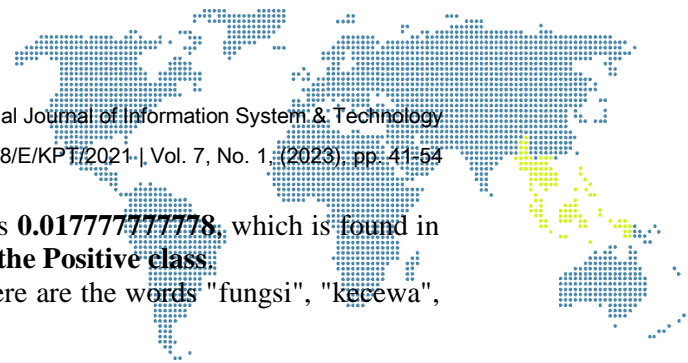 al Journal of Information System & Technology
8/E/KPT/2021 | Vol. 7, No. 1, (2023), pp. 41-54
s 0.017777777778, which is found in
the Positive class.
ere are the words "fungsi", "kecewa",